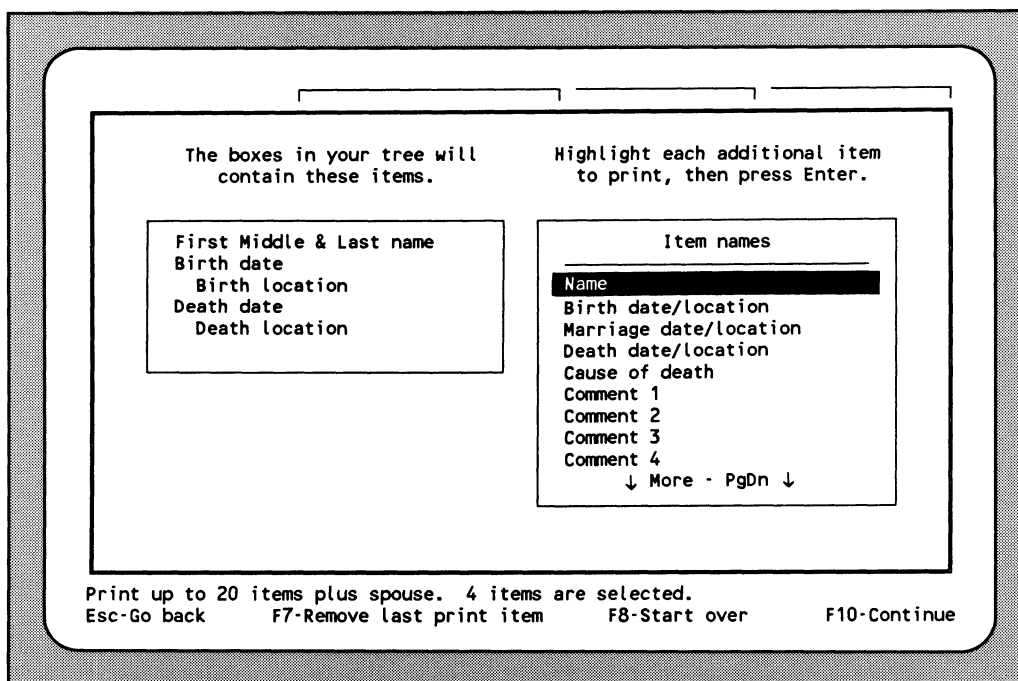 The boxes in your tree will
contain these items.
First Middle & Last name
Birth date
Birth location
Death date
Death location
Highlight each additional item
to print, then press Enter.
Item names
Name
Birth date/location
Marriage date/location
Death date/location
Cause of death
Comment 1
Comment 2
Comment 3
Comment 4
↓ More - PgDn ↓
Print up to 20 items plus spouse. 4 items are selected.
Esc-Go back F7-Remove last print item F8-Start over F10-Continue